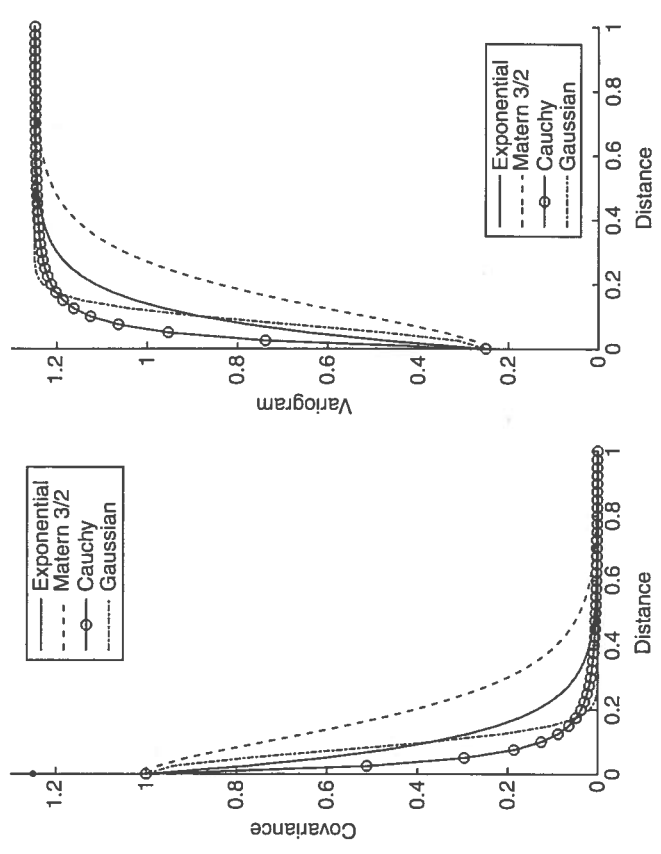 Covariance
1.2
1
0.8
0.6
0.4
0.2
0
0
0.2
0.4
0.6
0.8
1
Distance
Exponential
Matern 3/2
Cauchy
Gaussian
Variogram
1.2
1
0.8
0.6
0.4
0.2
0
0
0.2
0.4
0.6
0.8
1
Distance
Exponential
Matern 3/2
Cauchy
Gaussian